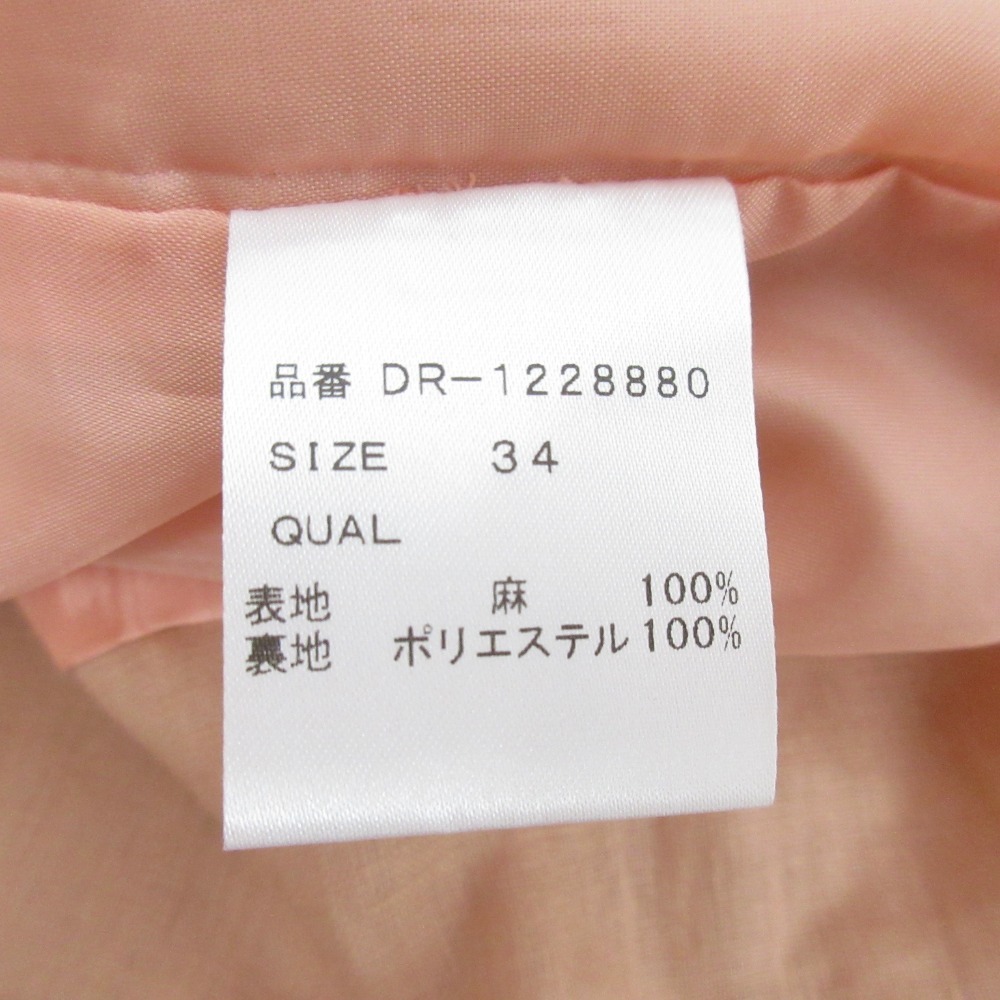 品番 DR-1228880
SIZE 34
QUAL
表地 麻 100%
裏地 ポリエステル 100%